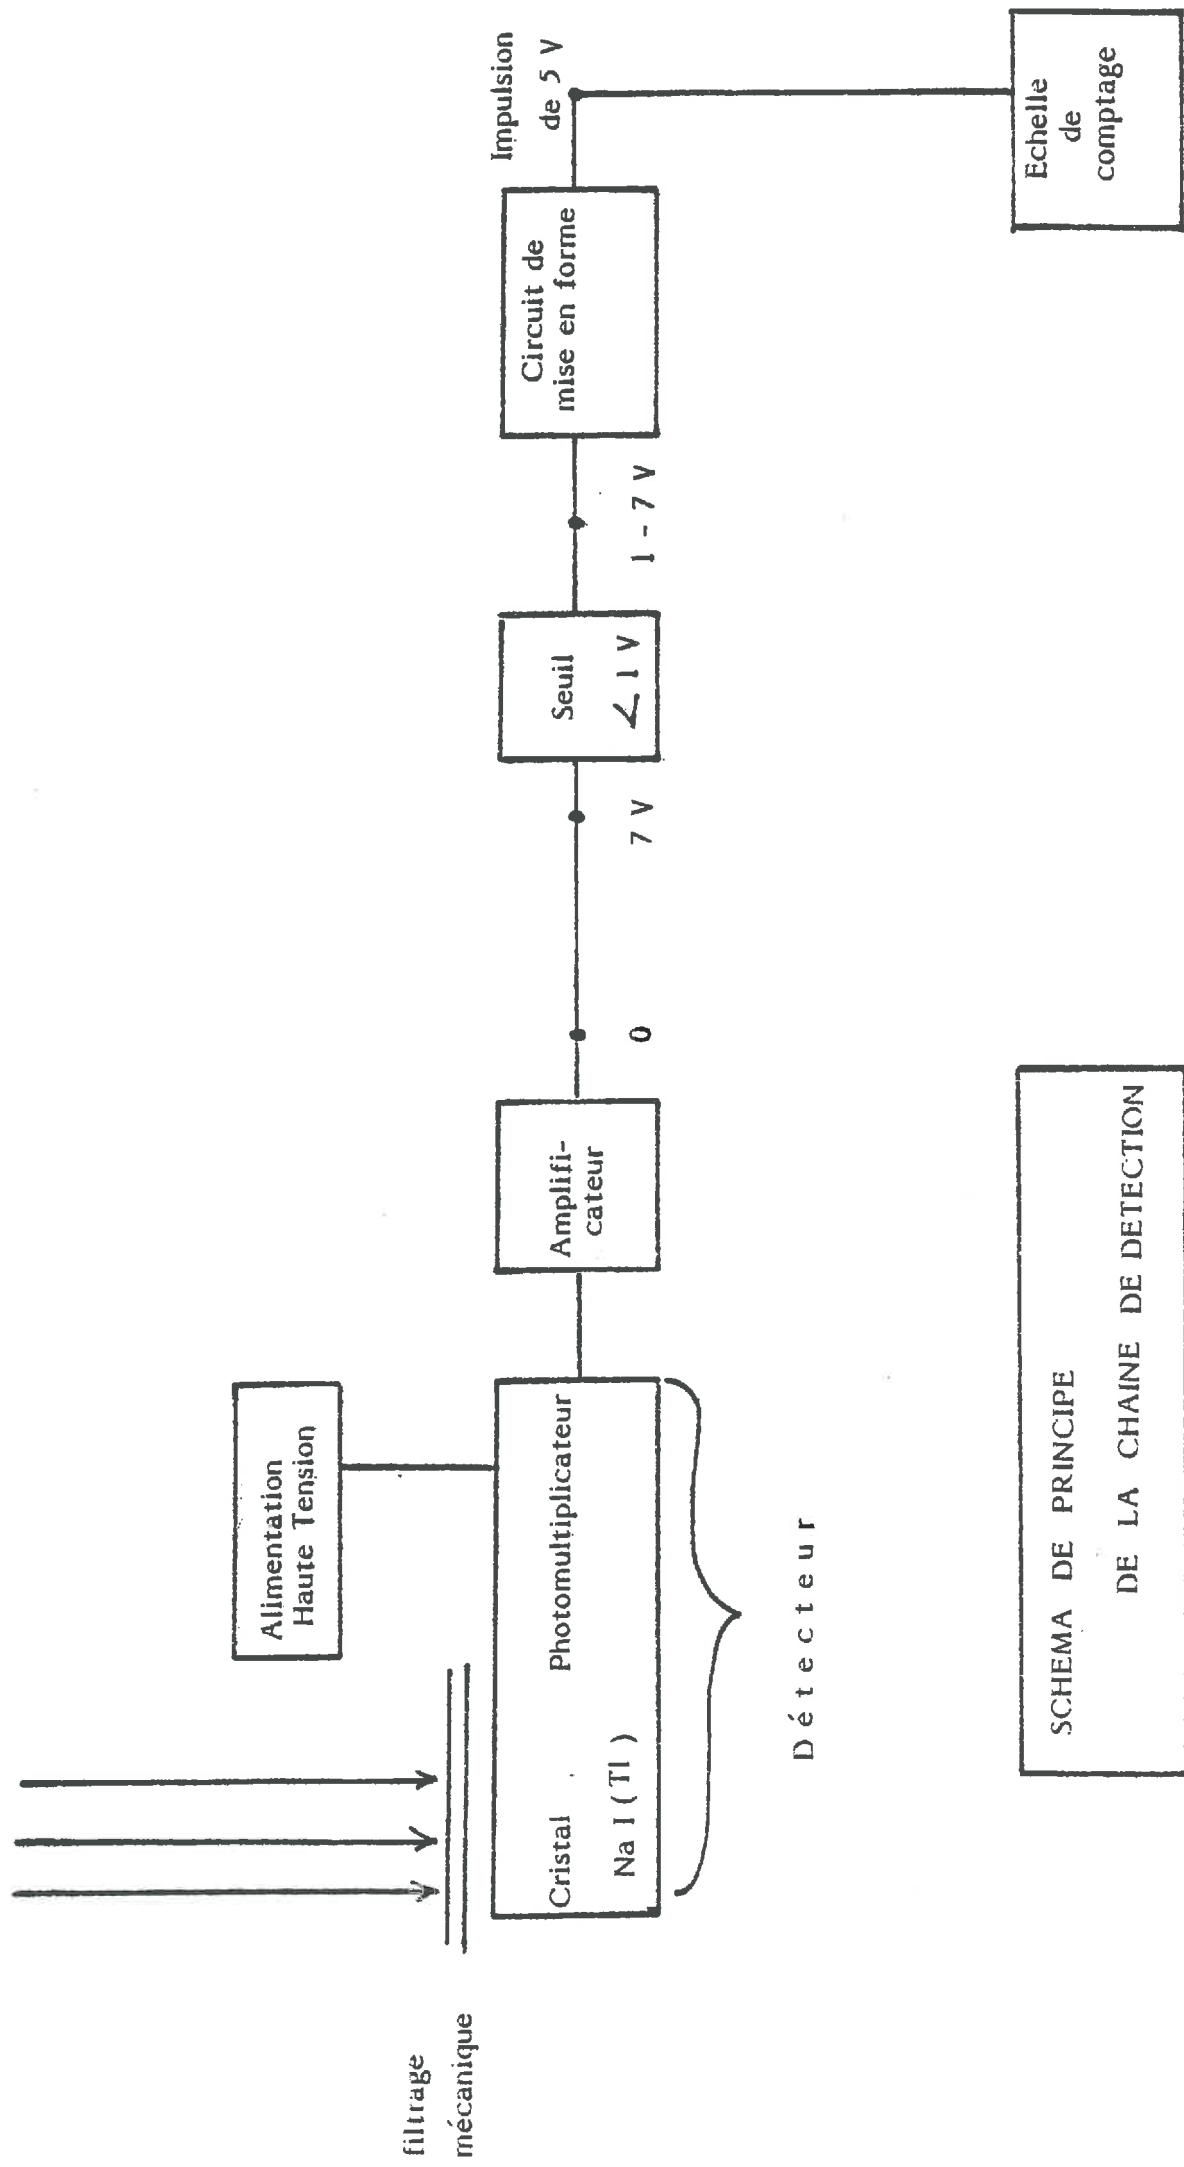 filtrage
mécanique
Alimentation
Haute Tension
Cristal
Na I ( Tl )
Photomultiplicateur
Détecteur
Amplifi-
cateur
0
7 V
Seuil
< 1 V
1 - 7 V
Circuit de
mise en forme
Impulsion
de 5 V
Echelle
de
comptage
SCHEMA DE PRINCIPE
DE LA CHAINE DE DETECTION